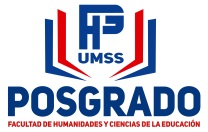 P
UMSS
POSGRADO
FACULTAD DE HUMANIDADES Y CIENCIAS DE LA EDUCACIÓN